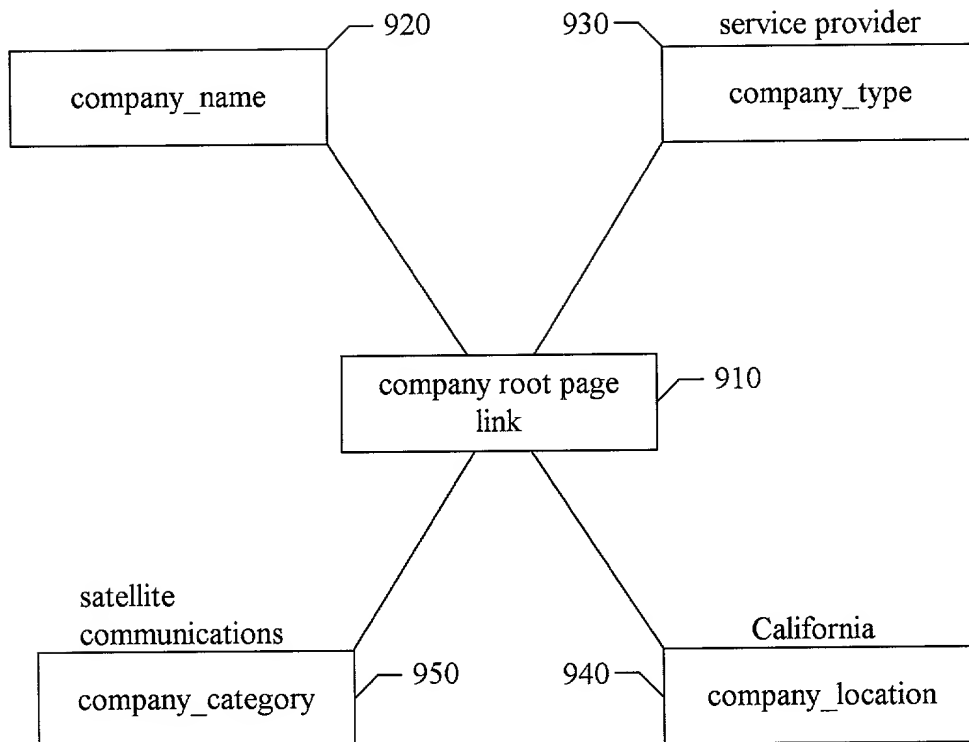 920
930
service provider
company_name
company_type
company root page
link
910
satellite
communications
California
950
940
company_category
company_location